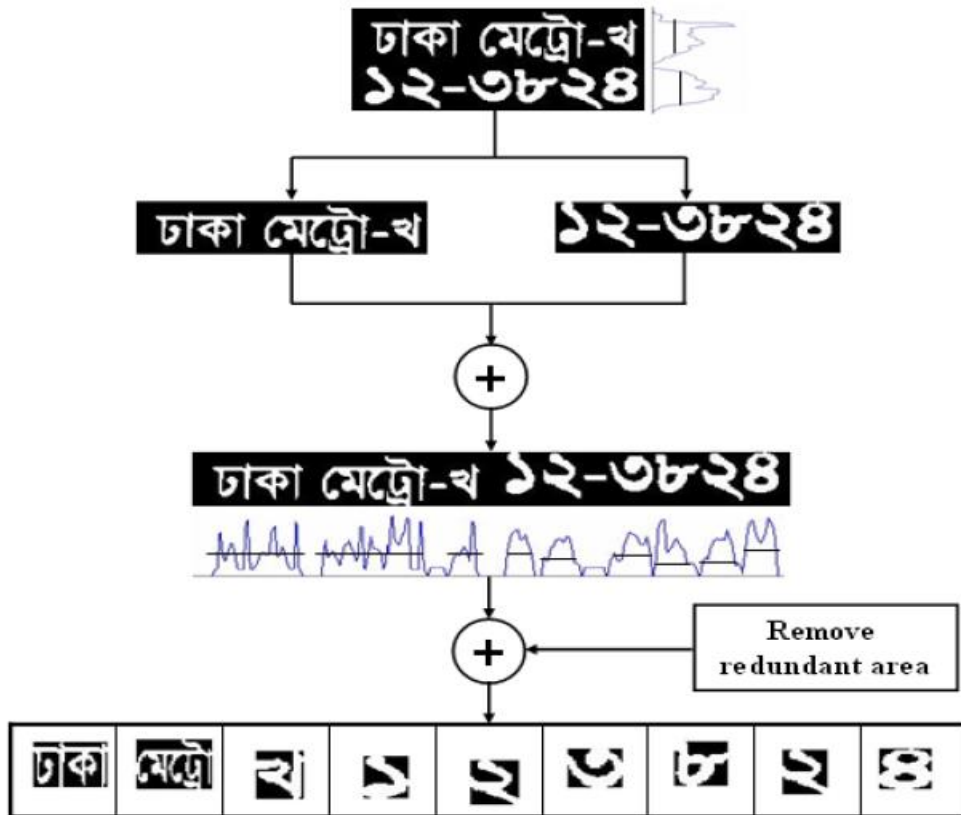 ঢাকা মেট্রো-খ
১২-৩৮২৪
ঢাকা মেট্রো-খ
১২-৩৮২৪
+
ঢাকা মেট্রো-খ ১২-৩৮২৪
+
Remove
redundant area
ঢাকা মেট্রো খ ১ ২ ৩ ৮ ২ ৪